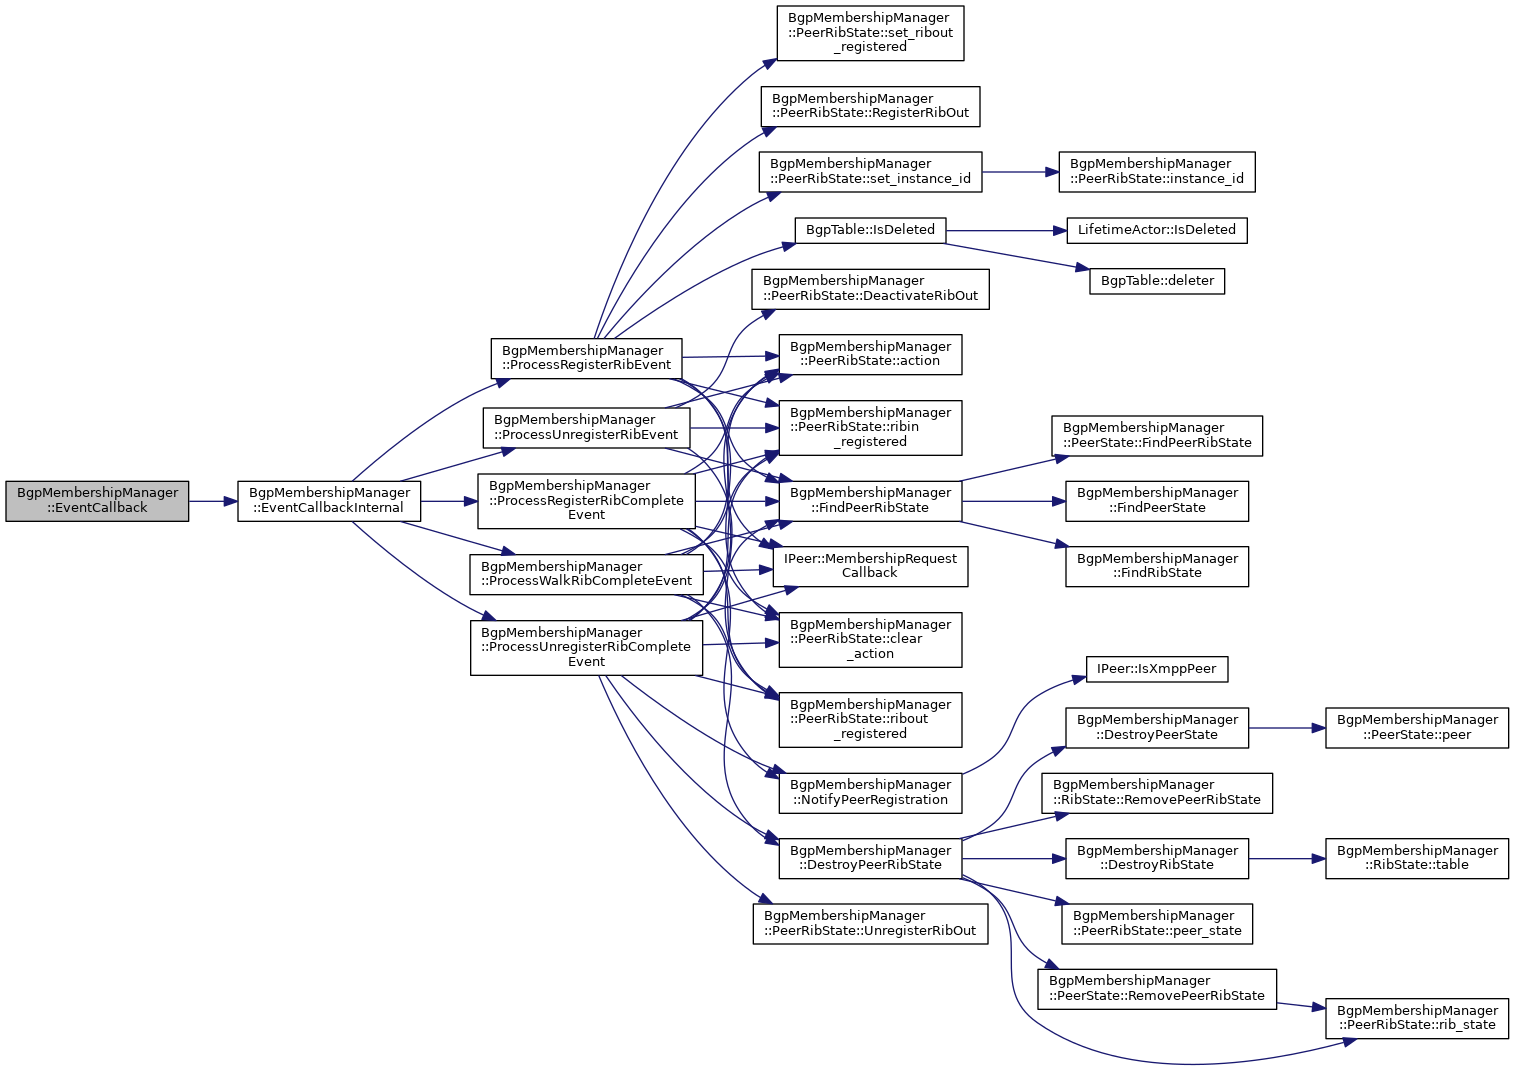 BgpMembershipManager
::EventCallback
BgpMembershipManager
::EventCallbackInternal
BgpMembershipManager
::ProcessRegisterRibEvent
BgpMembershipManager
::ProcessUnregisterRibEvent
BgpMembershipManager
::ProcessRegisterRibComplete
Event
BgpMembershipManager
::ProcessWalkRibCompleteEvent
BgpMembershipManager
::ProcessUnregisterRibComplete
Event
BgpMembershipManager
::PeerRibState::set_ribout
_registered
BgpMembershipManager
::PeerRibState::RegisterRibOut
BgpMembershipManager
::PeerRibState::set_instance_id
BgpTable::IsDeleted
BgpMembershipManager
::PeerRibState::DeactivateRibOut
BgpMembershipManager
::PeerRibState::action
BgpMembershipManager
::PeerRibState::ribin
_registered
BgpMembershipManager
::FindPeerRibState
IPeer::MembershipRequest
Callback
BgpMembershipManager
::PeerRibState::clear
_action
BgpMembershipManager
::PeerRibState::ribout
_registered
BgpMembershipManager
::NotifyPeerRegistration
BgpMembershipManager
::DestroyPeerRibState
BgpMembershipManager
::PeerRibState::UnregisterRibOut
BgpMembershipManager
::PeerRibState::instance_id
LifetimeActor::IsDeleted
BgpTable::deleter
BgpMembershipManager
::PeerState::FindPeerRibState
BgpMembershipManager
::FindPeerState
BgpMembershipManager
::FindRibState
IPeer::IsXmppPeer
BgpMembershipManager
::DestroyPeerState
BgpMembershipManager
::RibState::RemovePeerRibState
BgpMembershipManager
::DestroyRibState
BgpMembershipManager
::PeerRibState::peer_state
BgpMembershipManager
::PeerState::RemovePeerRibState
BgpMembershipManager
::PeerState::peer
BgpMembershipManager
::RibState::table
BgpMembershipManager
::PeerRibState::rib_state